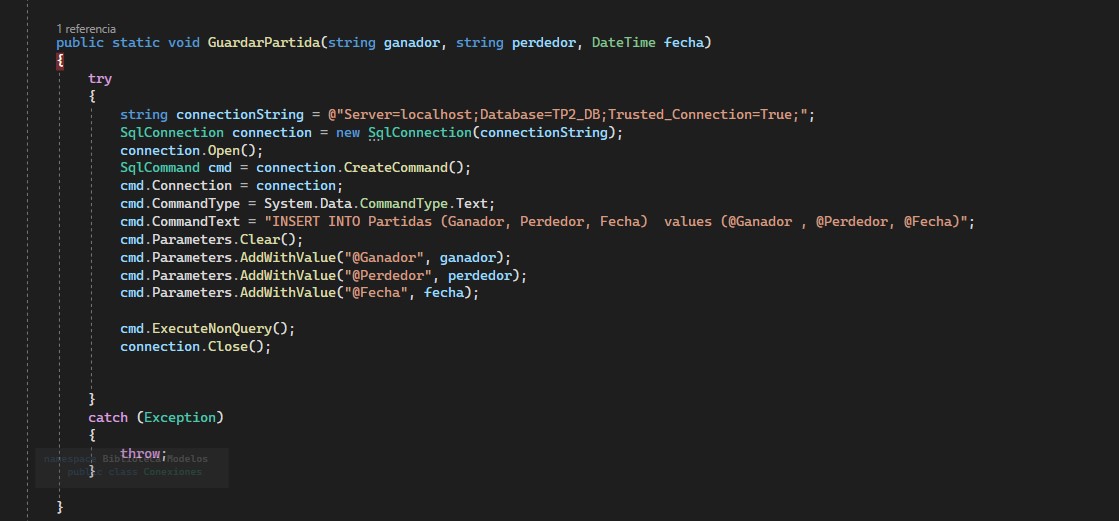 1 referencia
public static void GuardarPartida(string ganador, string perdedor, DateTime fecha)
{
try
{
string connectionString = @"Server=localhost;Database=TP2_DB;Trusted_Connection=True;";
SqlConnection connection = new SqlConnection(connectionString);
connection.Open();
SqlCommand cmd = connection.CreateCommand();
cmd.Connection = connection;
cmd.CommandType = System.Data.CommandType.Text;
cmd.CommandText = "INSERT INTO Partidas (Ganador, Perdedor, Fecha)  values (@Ganador , @Perdedor, @Fecha)";
cmd.Parameters.Clear();
cmd.Parameters.AddWithValue("@Ganador", ganador);
cmd.Parameters.AddWithValue("@Perdedor", perdedor);
cmd.Parameters.AddWithValue("@Fecha", fecha);
cmd.ExecuteNonQuery();
connection.Close();
}
catch (Exception)
{
throw;
namespace Biblioteca.Modelos
}
public class Conexiones
}